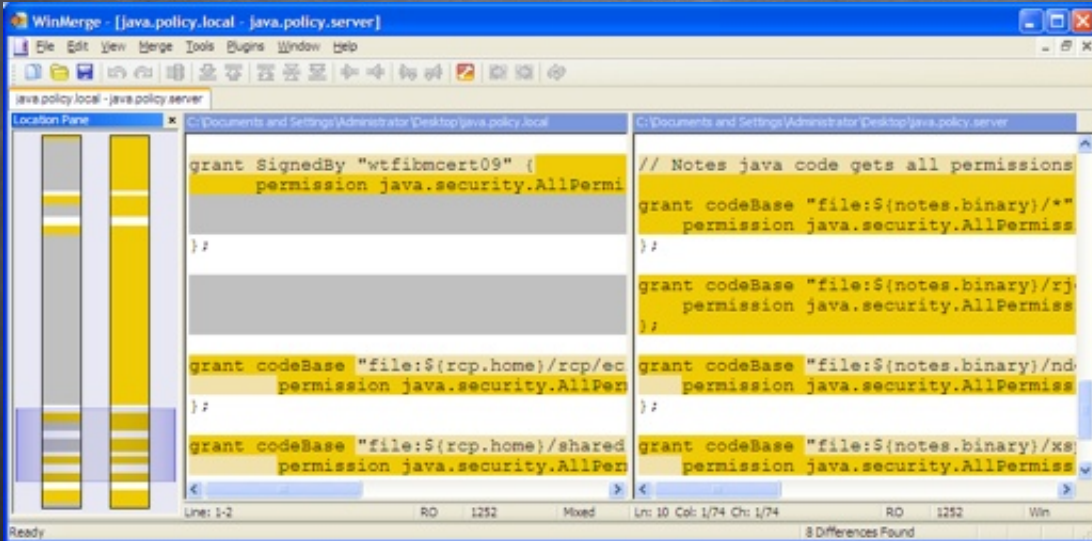 WinMerge - [java.policy.local - java.policy.server]
File Edit View Merge Tools Plugins Window Help
java.policy.local - java.policy.server
Location Pane
C:\Documents and Settings\Administrator\Desktop\java.policy.local
grant SignedBy "wtfibmcert09" {
permission java.security.AllPermi
};
grant codeBase "file:${rcp.home}/rcp/ec
permission java.security.AllPer
};
grant codeBase "file:${rcp.home}/shared
permission java.security.AllPer
Line: 1-2 RO 1252 Mixed
C:\Documents and Settings\Administrator\Desktop\java.policy.server
// Notes java code gets all permissions
grant codeBase "file:${notes.binary}/*"
permission java.security.AllPermiss
};
grant codeBase "file:${notes.binary}/rj
permission java.security.AllPermiss
};
grant codeBase "file:${notes.binary}/nd
permission java.security.AllPermiss
};
grant codeBase "file:${notes.binary}/xs
permission java.security.AllPermiss
Ln: 10 Col: 1/74 Ch: 1/74 RO 1252 Win
Ready
8 Differences Found